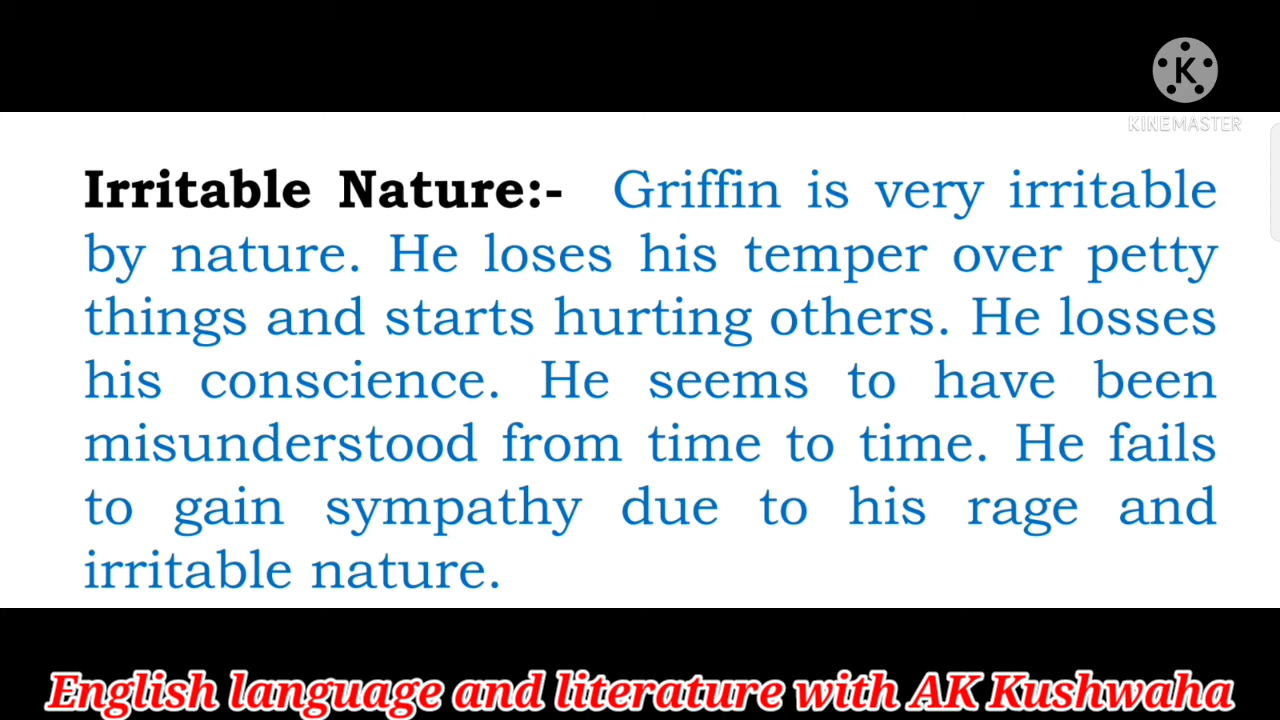 K
KINEMASTER
Irritable Nature:- Griffin is very irritable
by nature. He loses his temper over petty
things and starts hurting others. He losses
his conscience. He seems to have been
misunderstood from time to time. He fails
to gain sympathy due to his rage and
irritable nature.
English language and literature with AK Kushwaha